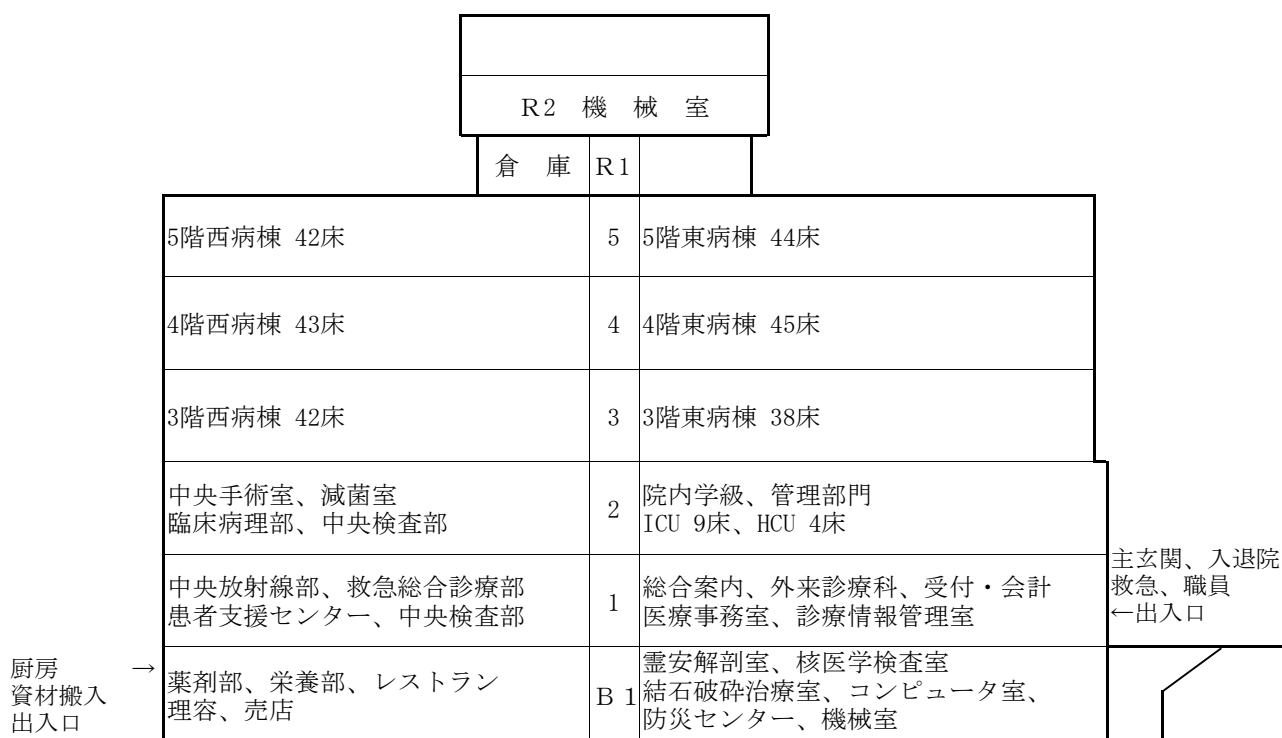 R2 機 械 室
倉 庫 R1
5階西病棟 42床 5 5階東病棟 44床
4階西病棟 43床 4 4階東病棟 45床
3階西病棟 42床 3 3階東病棟 38床
中央手術室、減菌室
臨床病理部、中央検査部
2
院内学級、管理部門
ICU 9床、HCU 4床
中央放射線部、救急総合診療部
患者支援センター、中央検査部
1
総合案内、外来診療科、受付・会計
医療事務室、診療情報管理室
主玄関、入退院
救急、職員
←出入口
厨房 →
資材搬入
出入口
薬剤部、栄養部、レストラン
理容、売店
B1
霊安解剖室、核医学検査室
結石破砕治療室、コンピュータ室、
防災センター、機械室